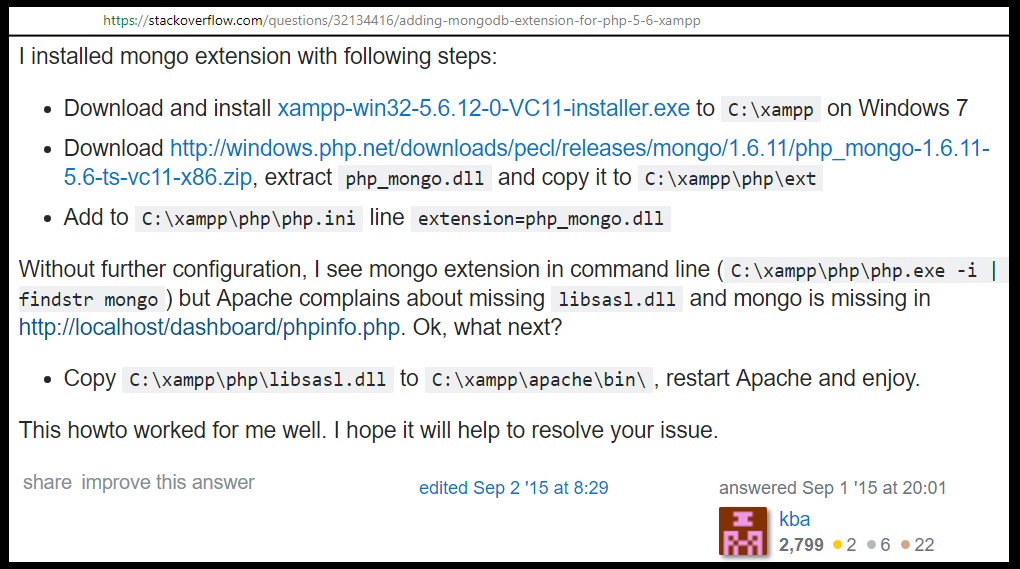 https://stackoverflow.com/questions/32134416/adding-mongodb-extension-for-php-5-6-xampp
I installed mongo extension with following steps:
• Download and install xampp-win32-5.6.12-0-VC11-installer.exe to C:\xampp on Windows 7
• Download http://windows.php.net/downloads/pecl/releases/mongo/1.6.11/php_mongo-1.6.11-
5.6-ts-vc11-x86.zip, extract php_mongo.dll and copy it to C:\xampp\php\ext
• Add to C:\xampp\php\php.ini line extension=php_mongo.dll
Without further configuration, I see mongo extension in command line ( C:\xampp\php\php.exe -i |
findstr mongo ) but Apache complains about missing libsasl.dll and mongo is missing in
http://localhost/dashboard/phpinfo.php. Ok, what next?
• Copy C:\xampp\php\libsasl.dll to C:\xampp\apache\bin\ , restart Apache and enjoy.
This howto worked for me well. I hope it will help to resolve your issue.
share improve this answer
edited Sep 2 '15 at 8:29
answered Sep 1 '15 at 20:01
kba
2,799 ● 2 ● 6 ● 22